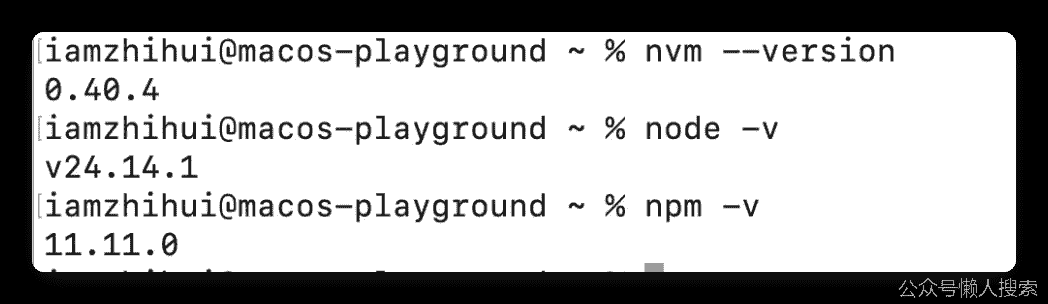 iamzhihui@macos-playground ~ % nvm --version
0.40.4
iamzhihui@macos-playground ~ % node -v
v24.14.1
iamzhihui@macos-playground ~ % npm -v
11.11.0
公众号懒人搜索